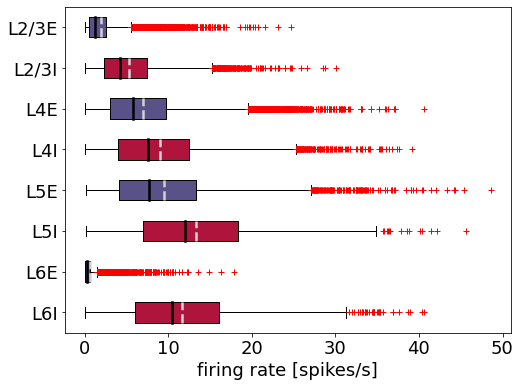 L2/3E
L2/3I
L4E
L4I
L5E
L5I
L6E
L6I
0 10 20 30 40 50
firing rate [spikes/s]